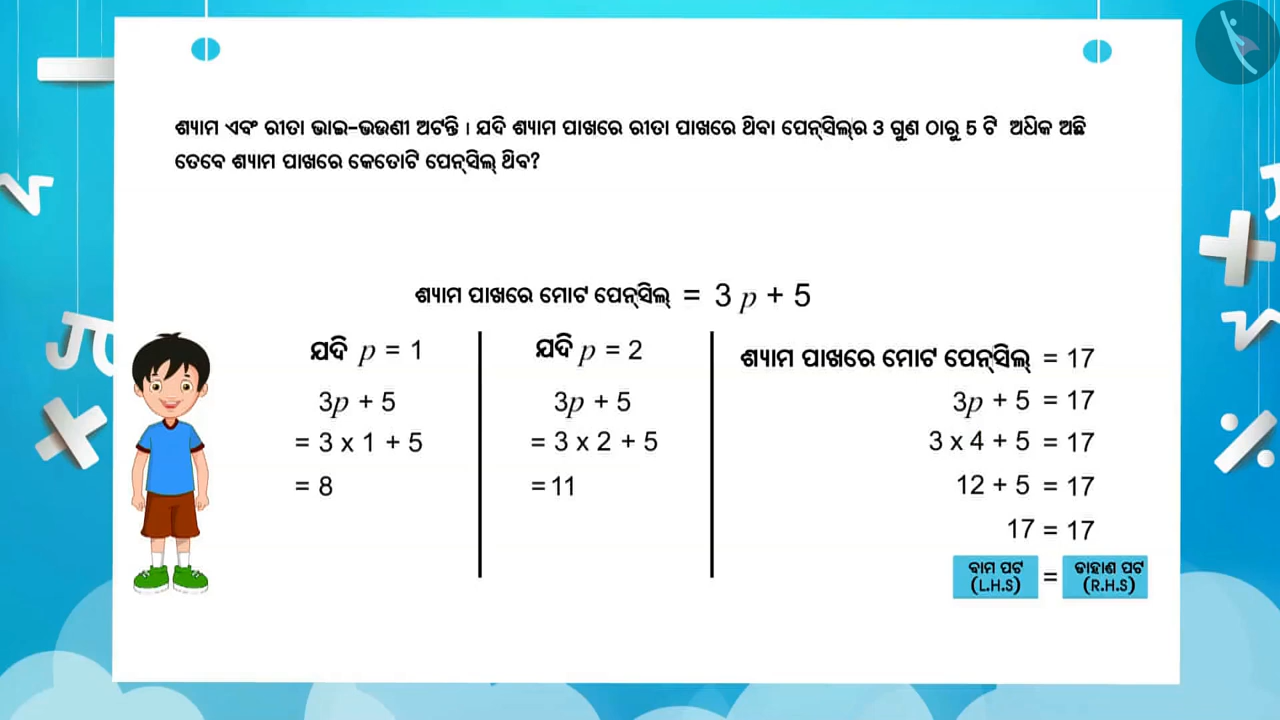 ଶ୍ୟାମ ଏବଂ ରୀତା ଭାଇ-ଭଉଣୀ ଅଟନ୍ତି । ଯଦି ଶ୍ୟାମ ପାଖରେ ରୀତା ପାଖରେ ଥିବା ପେନ୍‌ସିଲ୍‌ର 3 ଗୁଣ ଠାରୁ 5 ଟି ଅଧିକ ଅଛି
ତେବେ ଶ୍ୟାମ ପାଖରେ କେତୋଟି ପେନ୍‌ସିଲ୍ ଥିବ?
ଶ୍ୟାମ ପାଖରେ ମୋଟ ପେନ୍‌ସିଲ୍ = 3 p + 5
ଯଦି p = 1
3p + 5
= 3 x 1 + 5
= 8
ଯଦି p = 2
3p + 5
= 3 x 2 + 5
= 11
ଶ୍ୟାମ ପାଖରେ ମୋଟ ପେନ୍‌ସିଲ୍ = 17
3p + 5 = 17
3 x 4 + 5 = 17
12 + 5 = 17
17 = 17
ବାମ ପଟ = ଡାହାଣ ପଟ
(L.H.S) (R.H.S)